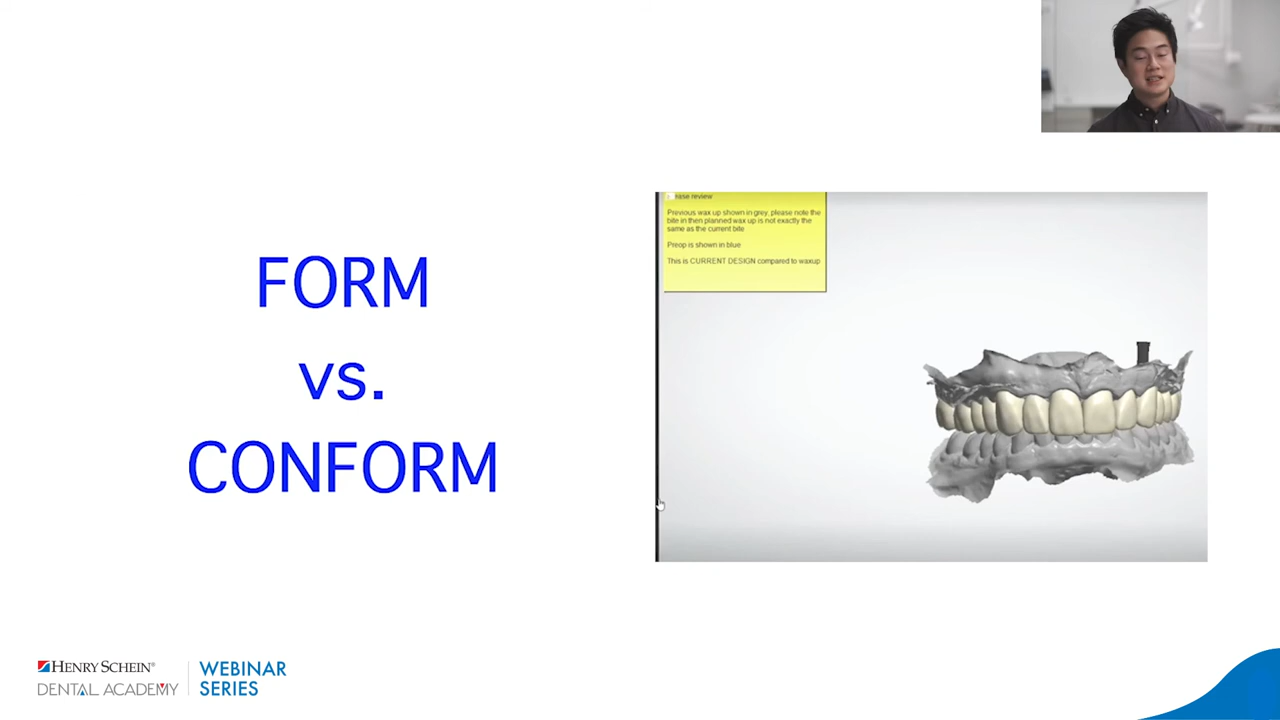 FORM
vs.
CONFORM
review
Previous wax up shown in grey, please note the
bite in then planned wax up is not exactly the
same as the current bite
Preop is shown in blue
This is CURRENT DESIGN compared to waxup
HENRY SCHEIN®
DENTAL ACADEMY
WEBINAR
SERIES